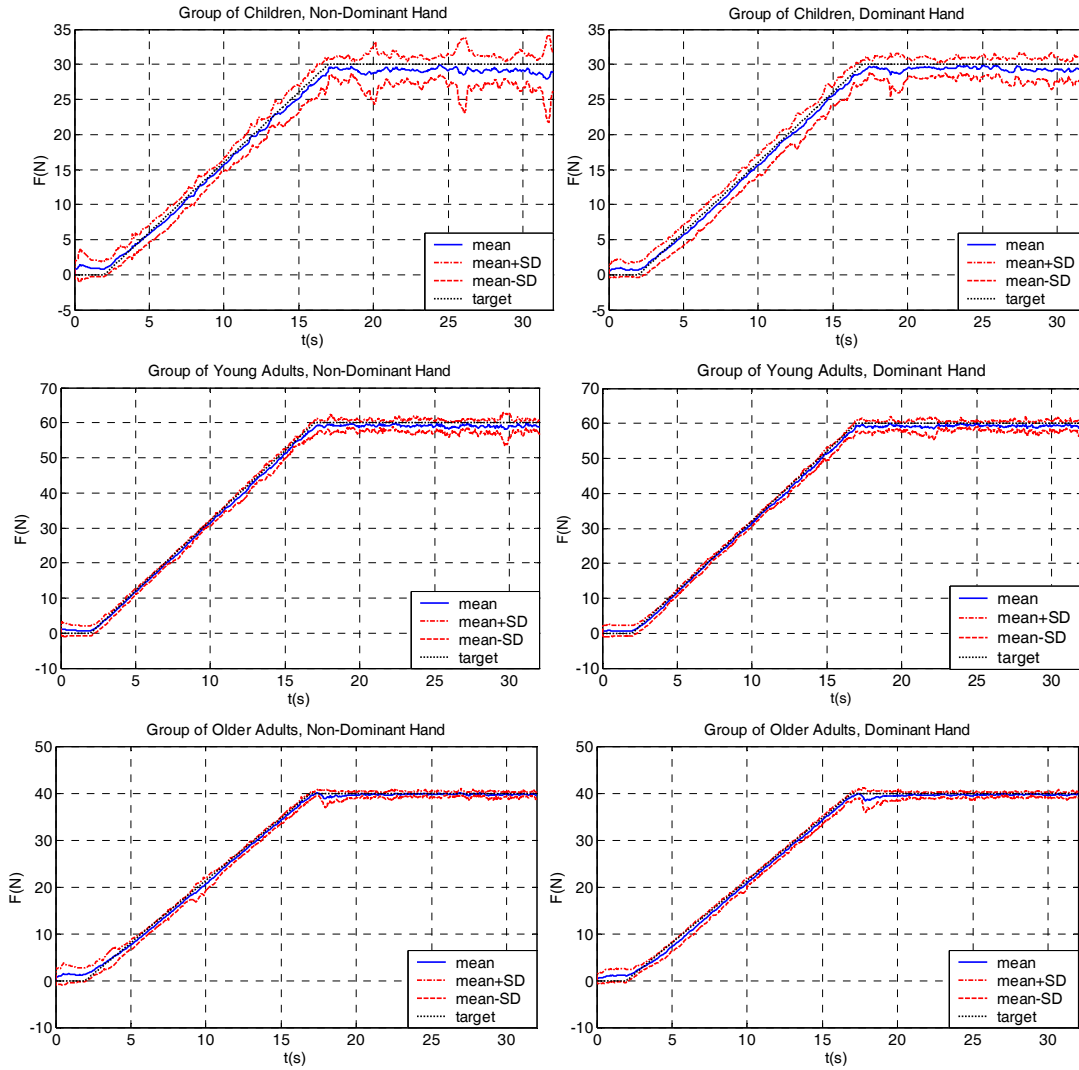 Group of Children, Non-Dominant Hand
35
30
25
20
15
10
5
0
-5
F(N)
0 5 10 15 20 25 30
t(s)
mean
mean+SD
mean-SD
target
Group of Children, Dominant Hand
35
30
25
20
15
10
5
0
-5
F(N)
0 5 10 15 20 25 30
t(s)
mean
mean+SD
mean-SD
target
Group of Young Adults, Non-Dominant Hand
70
60
50
40
30
20
10
0
-10
F(N)
0 5 10 15 20 25 30
t(s)
mean
mean+SD
mean-SD
target
Group of Young Adults, Dominant Hand
70
60
50
40
30
20
10
0
-10
F(N)
0 5 10 15 20 25 30
t(s)
mean
mean+SD
mean-SD
target
Group of Older Adults, Non-Dominant Hand
50
40
30
20
10
0
-10
F(N)
0 5 10 15 20 25 30
t(s)
mean
mean+SD
mean-SD
target
Group of Older Adults, Dominant Hand
50
40
30
20
10
0
-10
F(N)
0 5 10 15 20 25 30
t(s)
mean
mean+SD
mean-SD
target